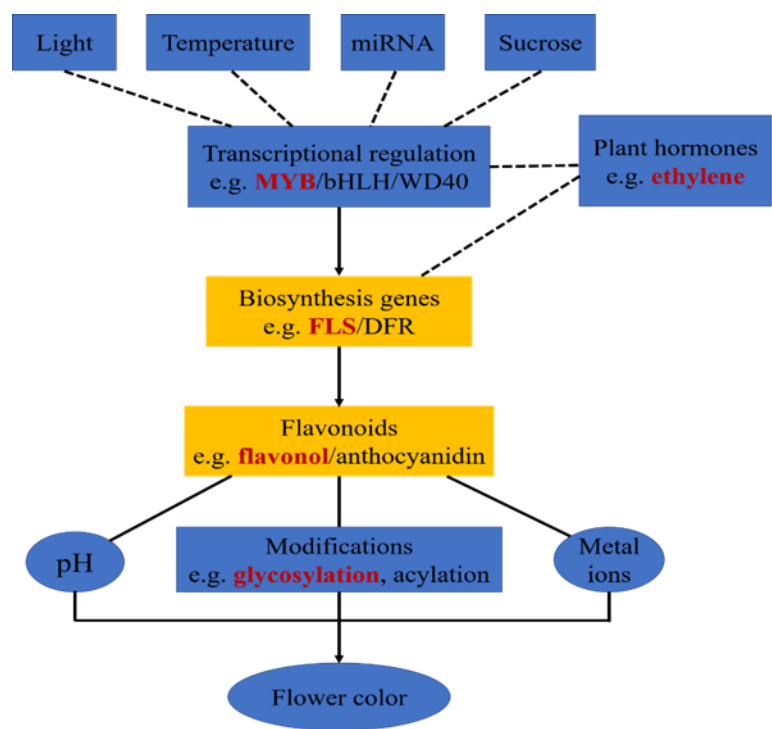 Light
Temperature
miRNA
Sucrose
Transcriptional regulation
e.g. MYB/bHLH/WD40
Plant hormones
e.g. ethylene
Biosynthesis genes
e.g. FLS/DFR
Flavonoids
e.g. flavonol/anthocyanidin
pH
Modifications
e.g. glycosylation, acylation
Metal
ions
Flower color